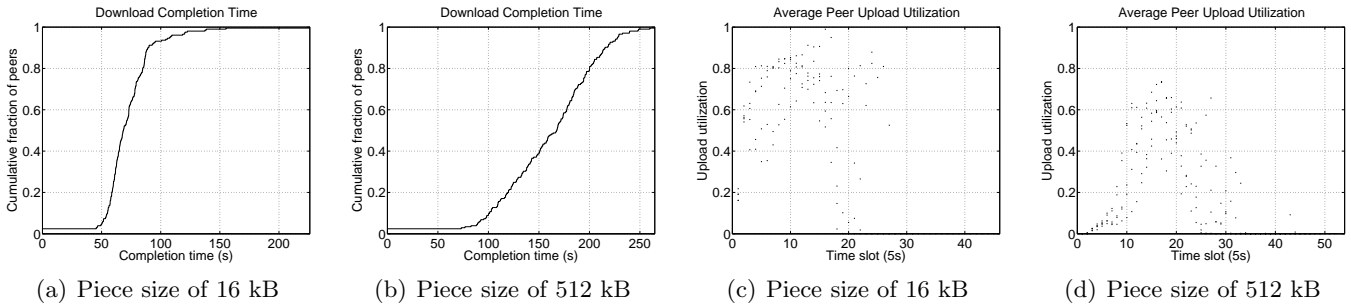 Download Completion Time
1
0.8
0.6
0.4
0.2
0
Cumulative fraction of peers
0 50 100 150 200
Completion time (s)
(a) Piece size of 16 kB
Download Completion Time
1
0.8
0.6
0.4
0.2
0
Cumulative fraction of peers
0 50 100 150 200 250
Completion time (s)
(b) Piece size of 512 kB
Average Peer Upload Utilization
1
0.8
0.6
0.4
0.2
0
Upload utilization
0 10 20 30 40
Time slot (5s)
(c) Piece size of 16 kB
Average Peer Upload Utilization
1
0.8
0.6
0.4
0.2
0
Upload utilization
0 10 20 30 40 50
Time slot (5s)
(d) Piece size of 512 kB